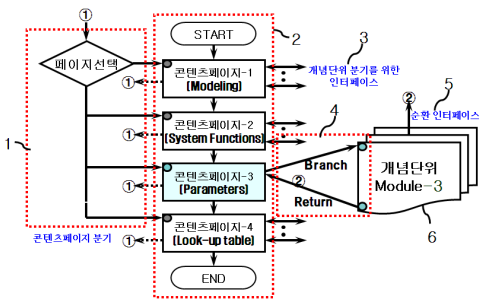 ①
START
2
3
페이지선택
콘텐츠페이지-1
(Modeling)
①
개념단위 분기를 위한
인터페이스
5
②
순환 인터페이스
4
1
콘텐츠페이지-2
(System Functions)
①
Branch
개념단위
Module-3
콘텐츠페이지-3
(Parameters)
①
②
Return
6
콘텐츠페이지 분기
콘텐츠페이지-4
(Look-up table)
①
END